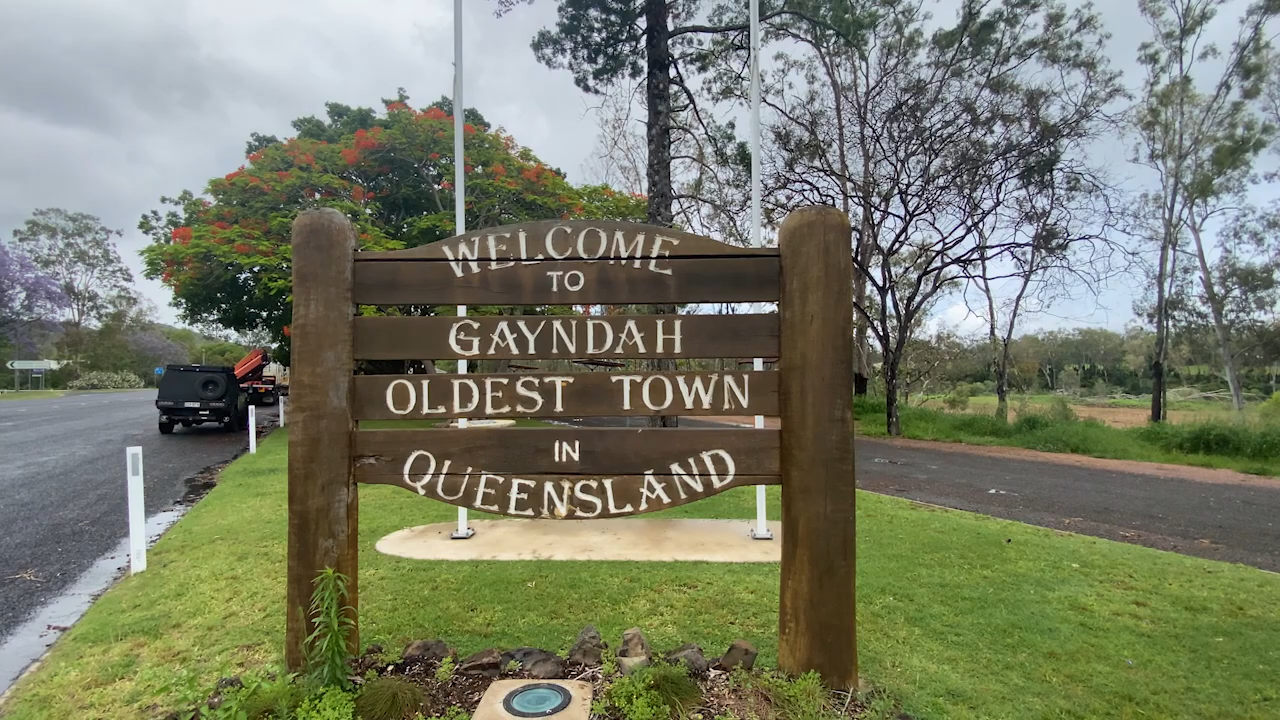 WELCOME
TO
GAYNDAH
OLDEST TOWN
IN
QUEENSLAND